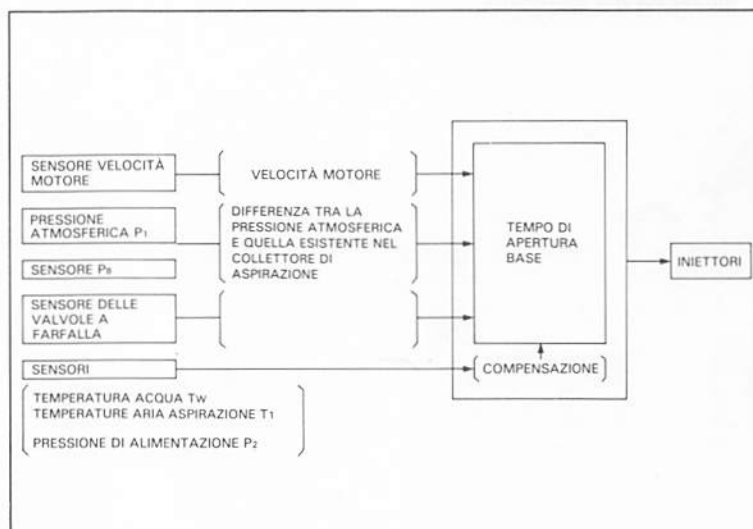 SENSORE VELOCITÀ
MOTORE
VELOCITÀ MOTORE
PRESSIONE
ATMOSFERICA P1
SENSORE PB
DIFFERENZA TRA LA
PRESSIONE ATMOSFERICA
E QUELLA ESISTENTE NEL
COLLETTORE DI
ASPIRAZIONE
TEMPO DI
APERTURA
BASE
INIETTORI
SENSORE DELLE
VALVOLE A
FARFALLA
SENSORI
COMPENSAZIONE
TEMPERATURA ACQUA TW
TEMPERATURE ARIA ASPIRAZIONE T1
PRESSIONE DI ALIMENTAZIONE P2